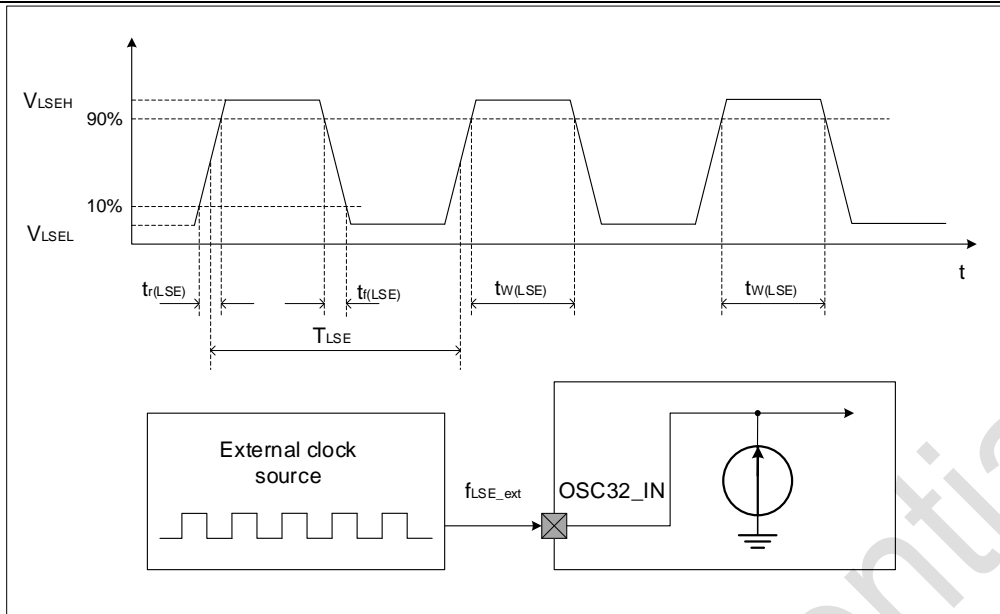 VLSEH
90%
10%
VLSEL
t
tr(LSE)
tf(LSE)
tW(LSE)
tW(LSE)
TLSE
External clock
source
fLSE_ext
OSC32_IN